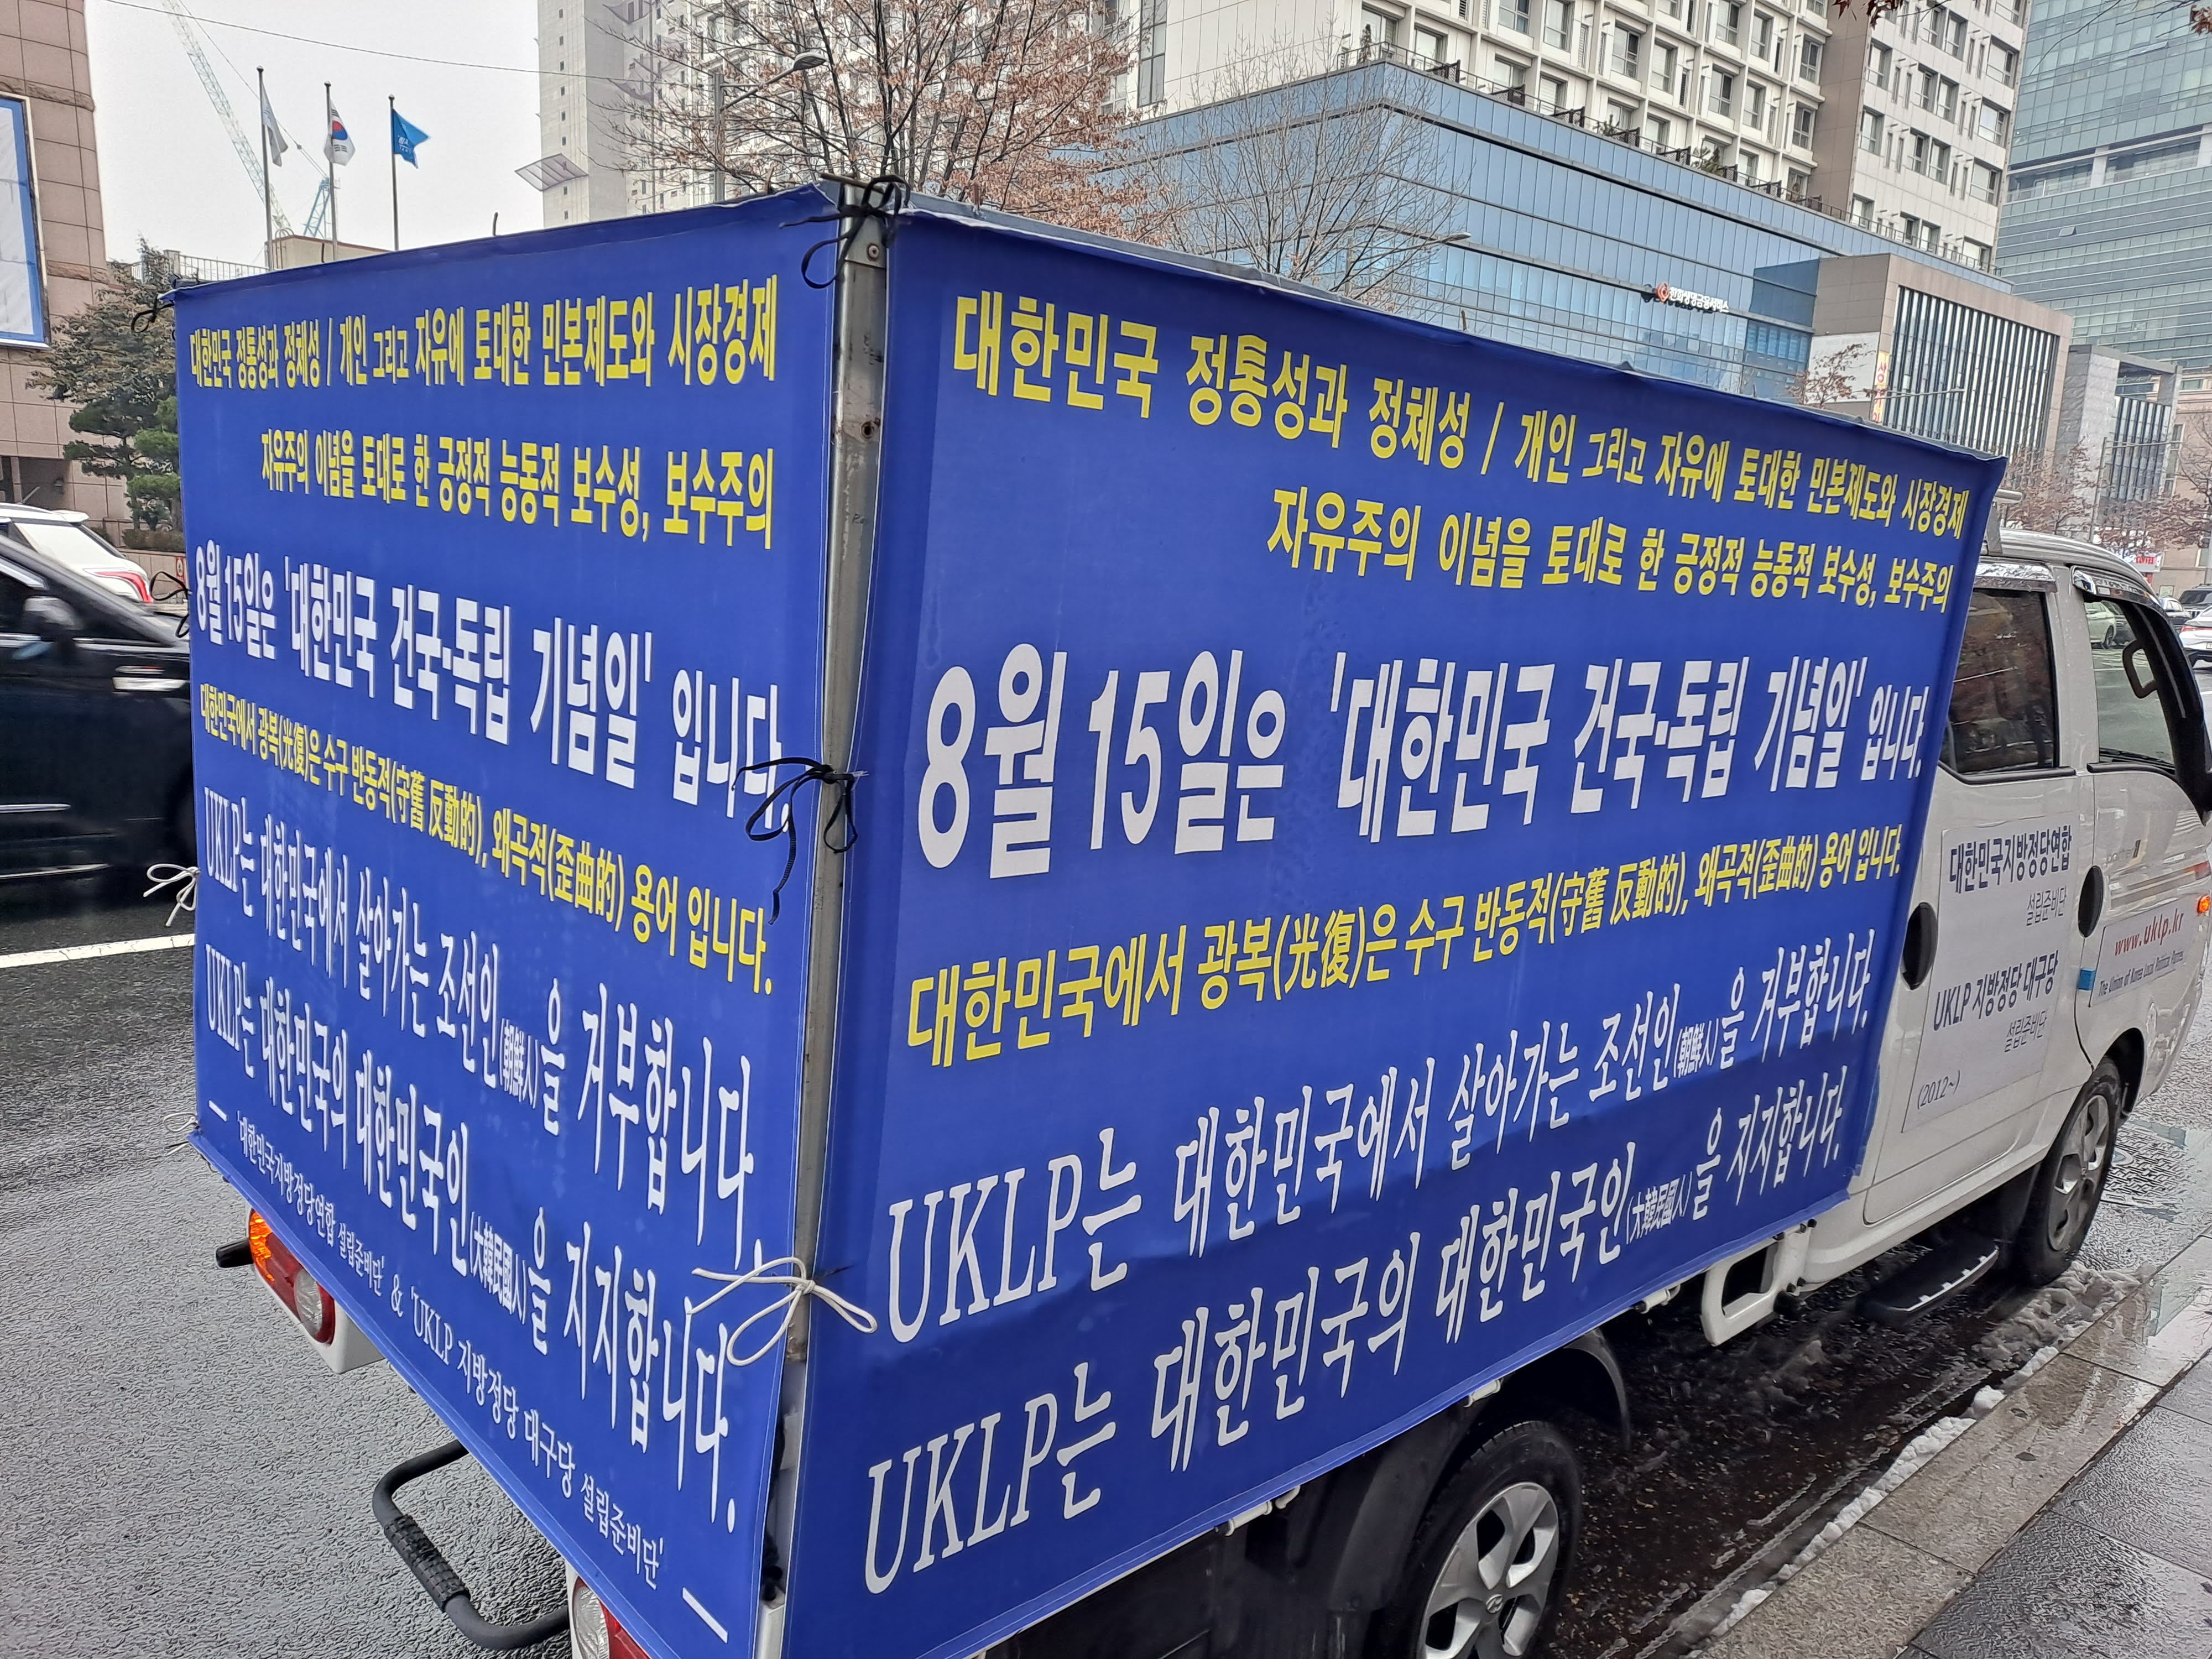 대한민국 정통성과 정체성 / 개인 그리고 자유에 토대한 민본제도와 시장경제
자유주의 이념을 토대로 한 긍정적 능동적 보수성, 보수주의
8월 15일은 '대한민국 건국·독립 기념일' 입니다.
대한민국에서 광복(光復)은 수구 반동적(守舊 反動的), 왜곡적(歪曲的) 용어 입니다.
UKLP는 대한민국에서 살아가는 조선인(朝鮮人)을 거부합니다.
UKLP는 대한민국의 대한민국인(大韓民國人)을 지지합니다.
— '대한민국지방정당연합 설립준비단' & 'UKLP 지방정당 대구당 설립준비단' —
대한민국 정통성과 정체성 / 개인 그리고 자유에 토대한 민본제도와 시장경제
자유주의 이념을 토대로 한 긍정적 능동적 보수성, 보수주의
8월 15일은 '대한민국 건국·독립 기념일' 입니다.
대한민국에서 광복(光復)은 수구 반동적(守舊 反動的), 왜곡적(歪曲的) 용어 입니다.
UKLP는 대한민국에서 살아가는 조선인(朝鮮人)을 거부합니다.
UKLP는 대한민국의 대한민국인(大韓民國人)을 지지합니다.
대한민국지방정당연합
설립준비단
UKLP 지방정당 대구당
설립준비단
(2012~)
www.uklp.kr
The Union of Korea Local Political Parties
한화생명금융서비스